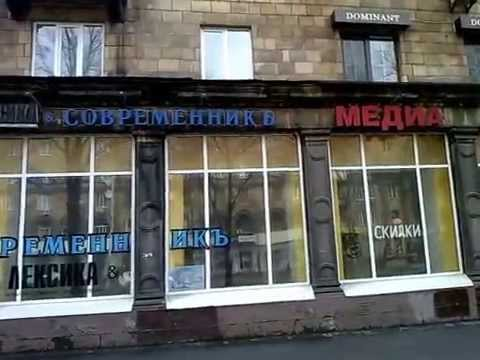 DOMINANT
& СОВРЕМЕННИКЪ МЕДИА
РЕМЕНН ИКЪ
ЛЕКСИКА &
СКИДКИ